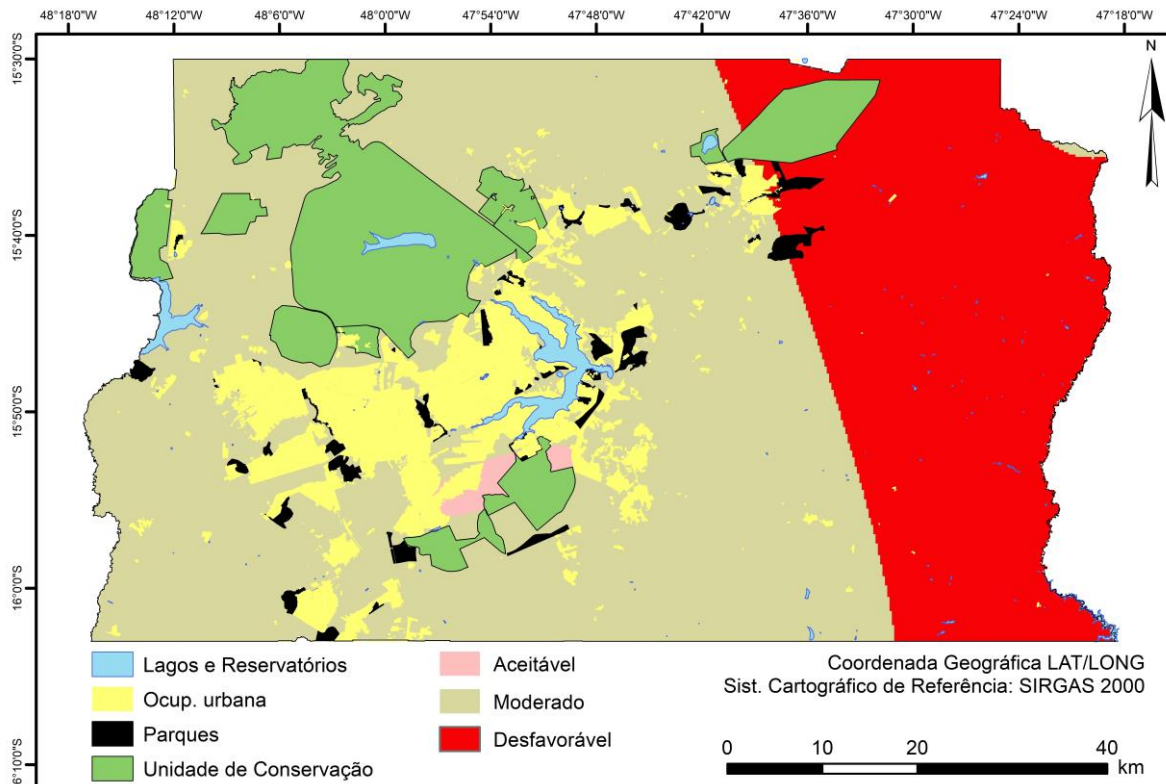 48°18'0"W 48°12'0"W 48°6'0"W 48°0'0"W 47°54'0"W 47°48'0"W 47°42'0"W 47°36'0"W 47°30'0"W 47°24'0"W 47°18'0"W
N
15°30'0"S
15°40'0"S
15°50'0"S
16°0'0"S
6°10'0"S
Lagos e Reservatórios
Ocup. urbana
Parques
Unidade de Conservação
Aceitável
Moderado
Desfavorável
Coordenada Geográfica LAT/LONG
Sist. Cartográfico de Referência: SIRGAS 2000
0 10 20 40
km